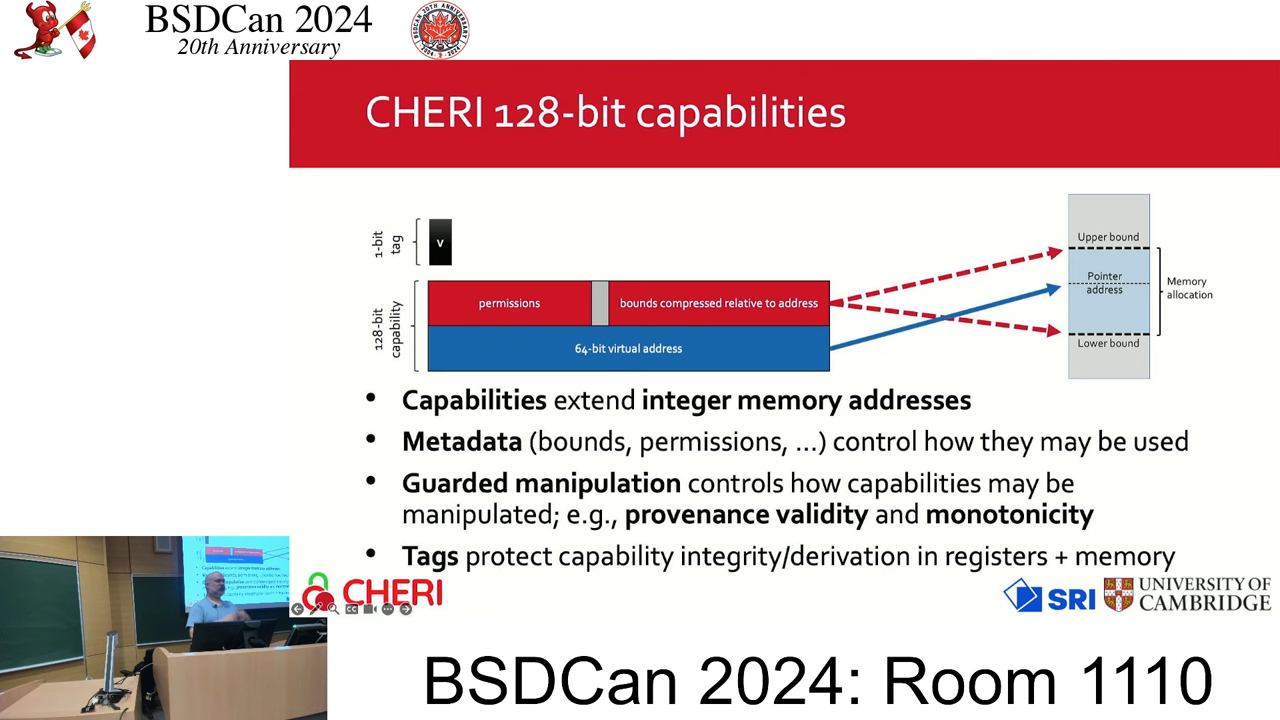 BSDCan 2024
20th Anniversary
CHERI 128-bit capabilities
1-bit
tag
v
128-bit
capability
permissions
bounds compressed relative to address
64-bit virtual address
Upper bound
Pointer
address
Lower bound
Memory
allocation
• Capabilities extend integer memory addresses
• Metadata (bounds, permissions, ...) control how they may be used
• Guarded manipulation controls how capabilities may be
manipulated; e.g., provenance validity and monotonicity
• Tags protect capability integrity/derivation in registers + memory
CHERI
SRI
UNIVERSITY OF
CAMBRIDGE
BSDCan 2024: Room 1110